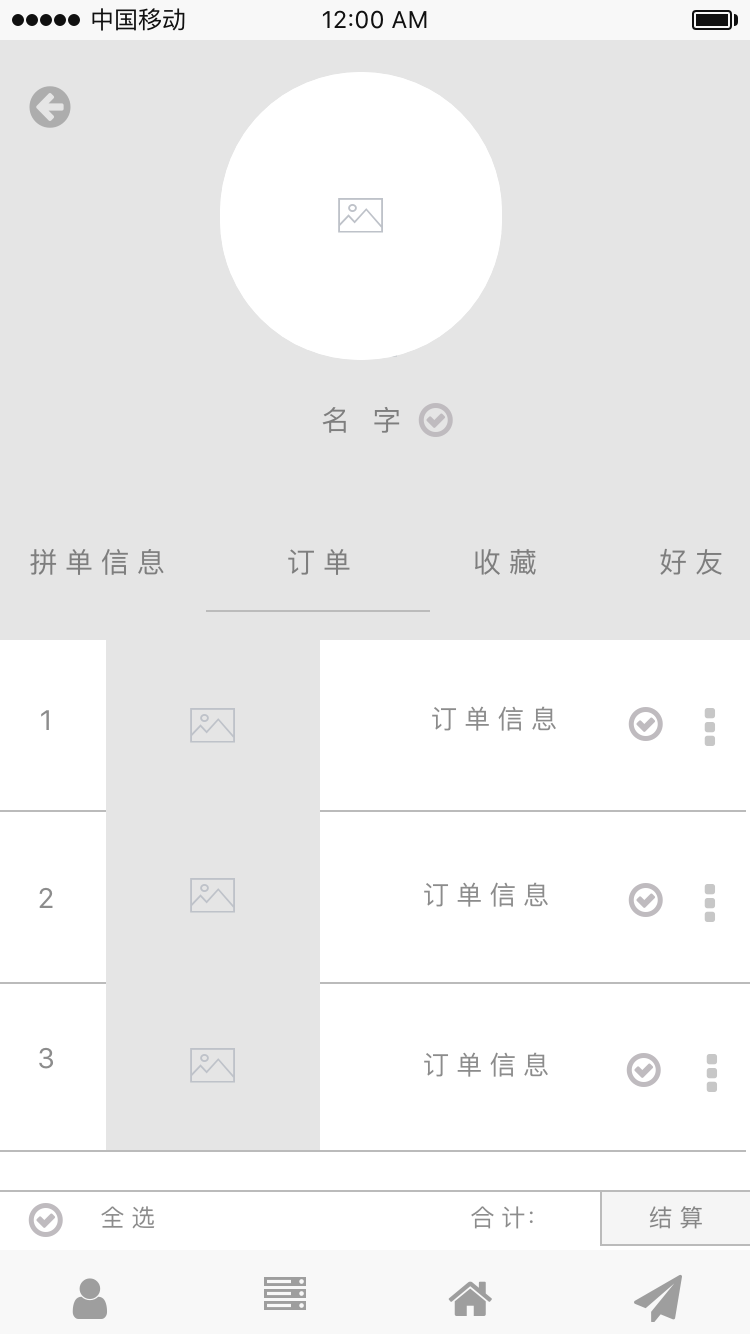 中国移动 12:00 AM
名 字
拼单信息 订单 收藏 好友
1 订单信息
2 订单信息
3 订单信息
全选 合计: 结算